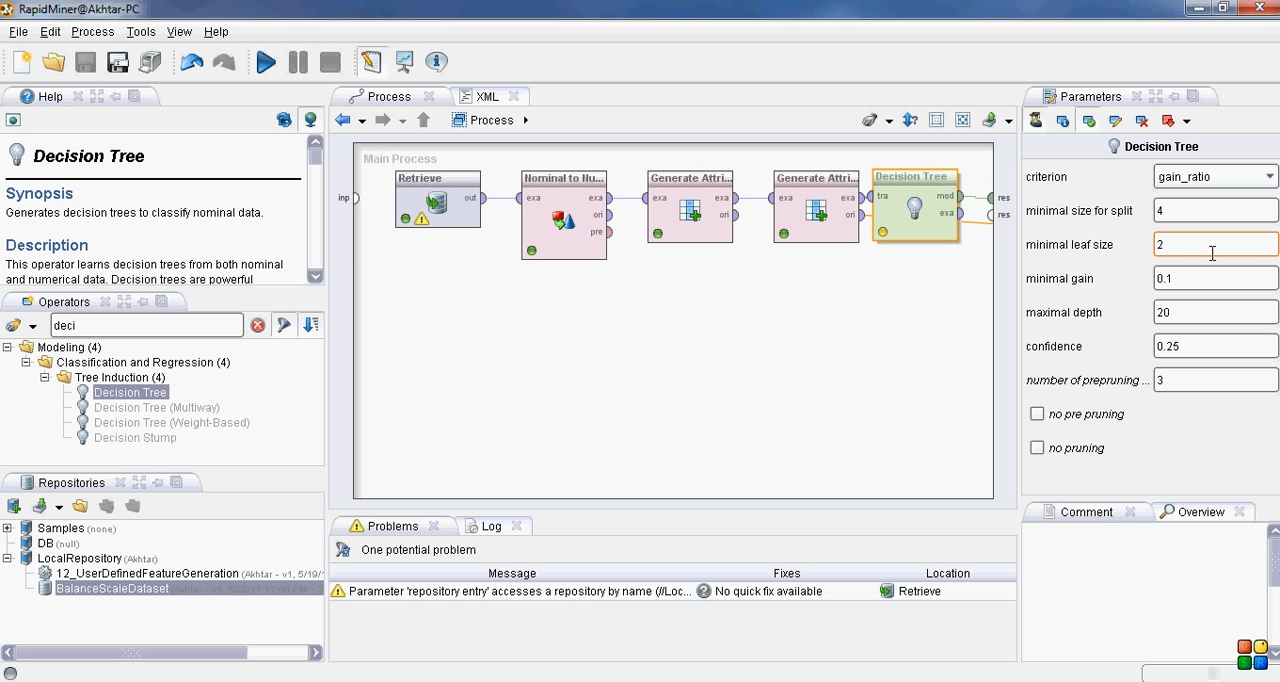 RapidMiner@Akhtar-PC
File Edit Process Tools View Help
Help
Decision Tree
Synopsis
Generates decision trees to classify nominal data.
Description
This operator learns decision trees from both nominal
and numerical data. Decision trees are powerful
Operators
deci
Modeling (4)
Classification and Regression (4)
Tree Induction (4)
Decision Tree
Decision Tree (Multiway)
Decision Tree (Weight-Based)
Decision Stump
Repositories
Samples (none)
DB (null)
LocalRepository (Akhtar)
12_UserDefinedFeatureGeneration (Akhtar - v1, 5/19/
BalanceScaleDataset
Process XML
Process
Main Process
inp
Retrieve
out
Nominal to Nu...
exa exa
ori
pre
Generate Attri...
exa exa
ori
Generate Attri...
exa exa
ori
Decision Tree
tra mod
exa
res
res
Problems Log
One potential problem
Message Fixes Location
Parameter 'repository entry' accesses a repository by name (//Loc... No quick fix available Retrieve
Parameters
Decision Tree
criterion gain_ratio
minimal size for split 4
minimal leaf size 2
minimal gain 0.1
maximal depth 20
confidence 0.25
number of prepruning ... 3
no pre pruning
no pruning
Comment Overview